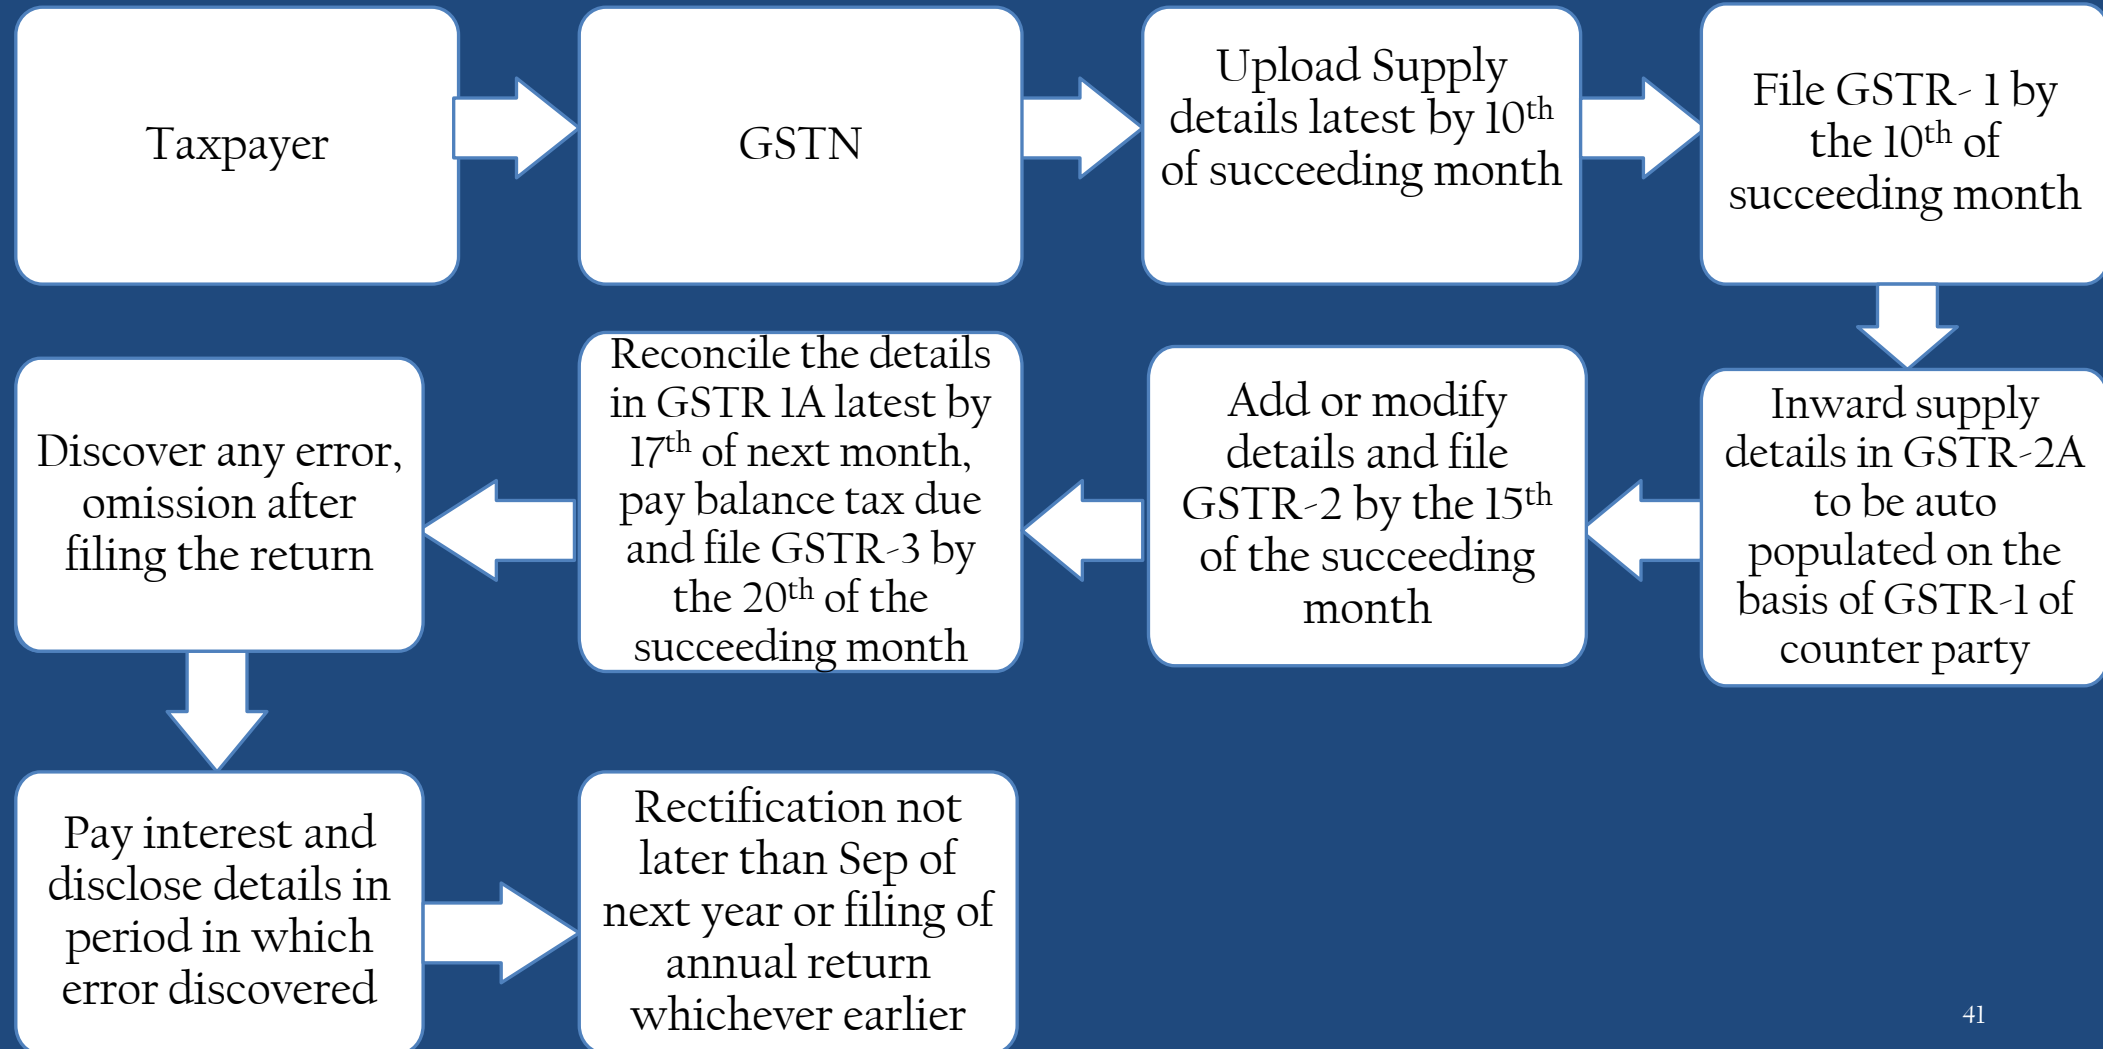 Taxpayer
GSTN
Upload Supply
details latest by 10th
of succeeding month
File GSTR- 1 by
the 10th of
succeeding month
Inward supply
details in GSTR-2A
to be auto
populated on the
basis of GSTR-1 of
counter party
Add or modify
details and file
GSTR-2 by the 15th
of the succeeding
month
Reconcile the details
in GSTR 1A latest by
17th of next month,
pay balance tax due
and file GSTR-3 by
the 20th of the
succeeding month
Discover any error,
omission after
filing the return
Pay interest and
disclose details in
period in which
error discovered
Rectification not
later than Sep of
next year or filing of
annual return
whichever earlier
41